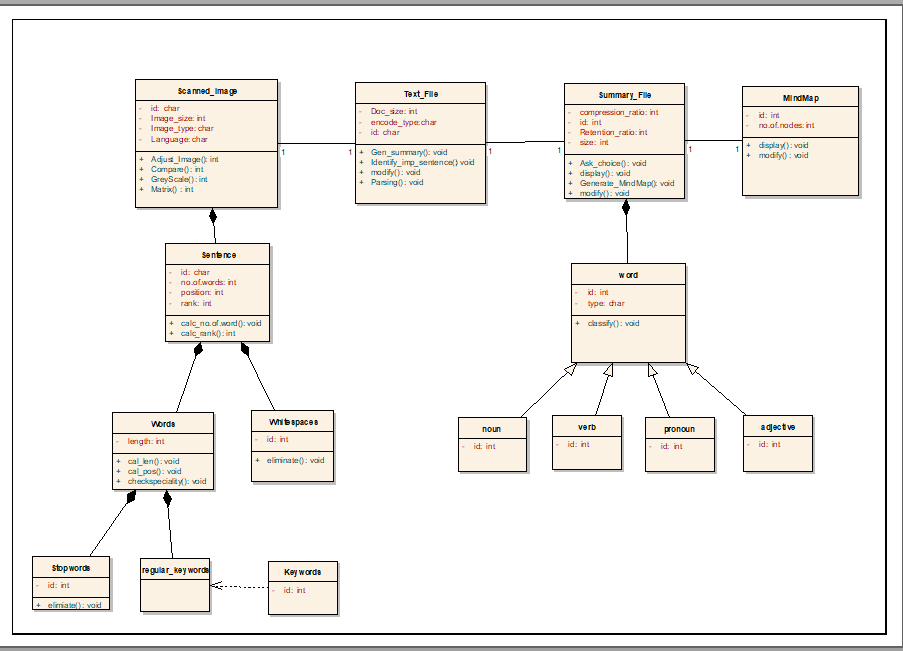 Scanned_Image
- id: char
- Image_size: int
- Image_type: char
- Language: char
+ Adjust_Image(): int
+ Compare(): int
+ GreyScale(): int
+ Matrix() : int
1
1
Text_File
- Doc_size: int
- encode_type:char
- id: char
+ Gen_summary(): void
+ Identify_imp_sentence() void
+ modify(): void
+ Parsing(): void
1
1
Summary_File
- compression_ratio: int
- id: int
- Retention_ratio: int
- size: int
+ Ask_choice(): void
+ display(): void
+ Generate_MindMap(): void
+ modify(): void
1
1
MindMap
- id: int
- no.of.nodes: int
+ display(): void
+ modify(): void
Sentence
- id: char
- no.of.words: int
- position: int
- rank: int
+ calc_no.of.word(): void
+ calc_rank(): int
word
- id: int
- type: char
+ classify(): void
Words
- length: int
+ cal_len(): void
+ cal_pos(): void
+ checkspeciality(): void
Whitespaces
- id: int
+ eliminate(): void
noun
- id: int
verb
- id: int
pronoun
- id: int
adjective
- id: int
Stopwords
- id: int
+ elimiate(): void
regular_keywords
Keywords
- id: int